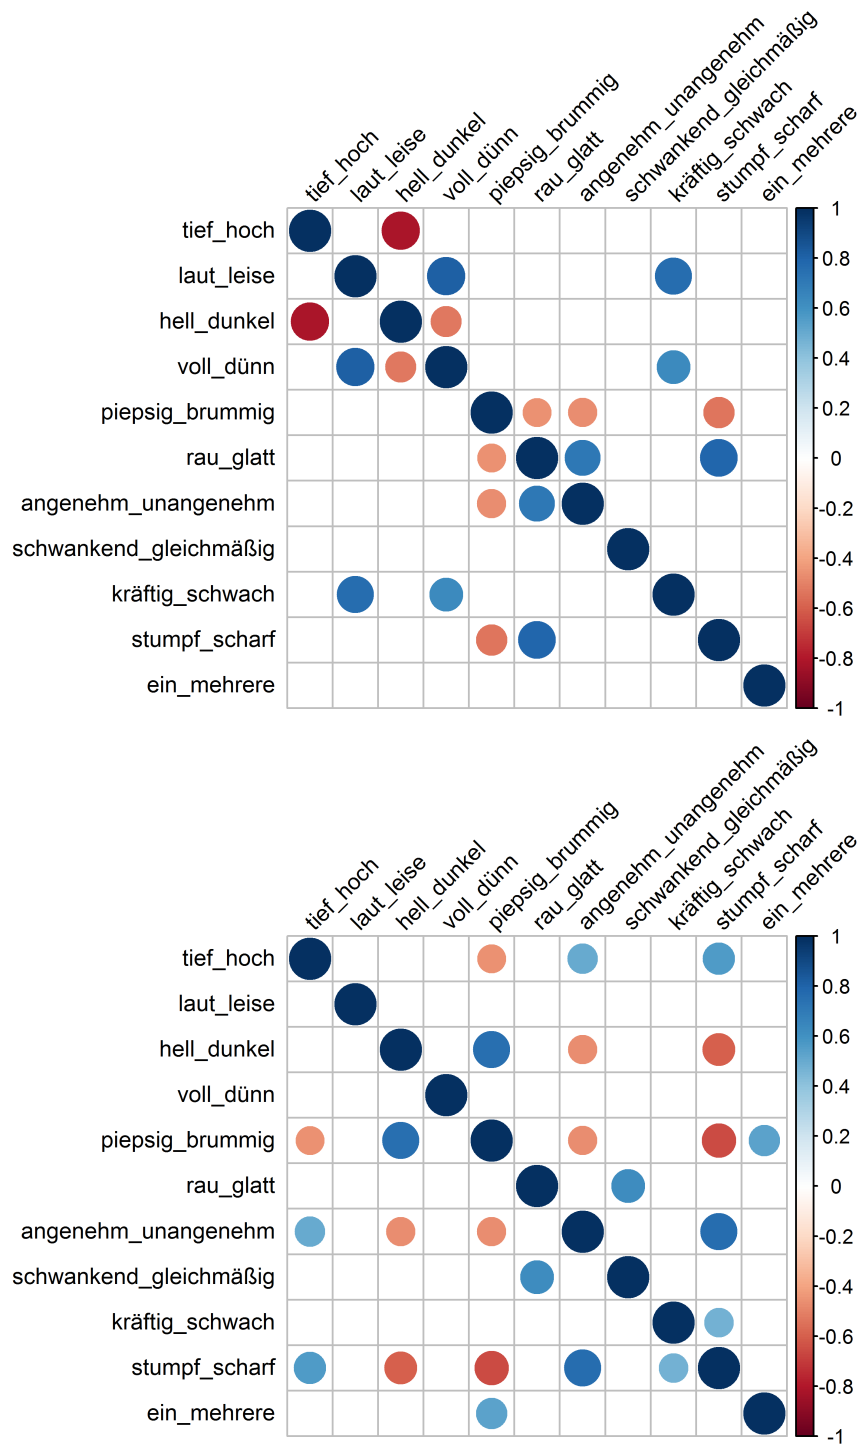 tief_hoch
laut_leise
hell_dunkel
voll_dünn
piepsig_brummig
rau_glatt
angenehm_unangenehm
schwankend_gleichmäßig
kräftig_schwach
stumpf_scharf
ein_mehrere
tief_hoch
laut_leise
hell_dunkel
voll_dünn
piepsig_brummig
rau_glatt
angenehm_unangenehm
schwankend_gleichmäßig
kräftig_schwach
stumpf_scharf
ein_mehrere
1
0.8
0.6
0.4
0.2
0
-0.2
-0.4
-0.6
-0.8
-1
tief_hoch
laut_leise
hell_dunkel
voll_dünn
piepsig_brummig
rau_glatt
angenehm_unangenehm
schwankend_gleichmäßig
kräftig_schwach
stumpf_scharf
ein_mehrere
tief_hoch
laut_leise
hell_dunkel
voll_dünn
piepsig_brummig
rau_glatt
angenehm_unangenehm
schwankend_gleichmäßig
kräftig_schwach
stumpf_scharf
ein_mehrere
1
0.8
0.6
0.4
0.2
0
-0.2
-0.4
-0.6
-0.8
-1